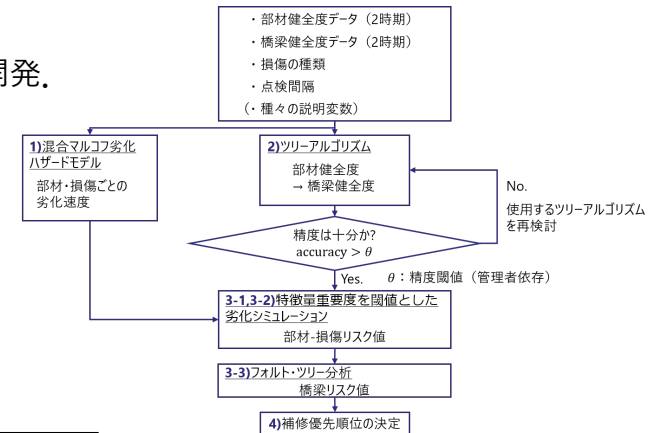 ・部材健全度データ（2時期）
・橋梁健全度データ（2時期）
・損傷の種類
・点検間隔
（・種々の説明変数）
開発．
1)混合マルコフ劣化
ハザードモデル
部材・損傷ごとの
劣化速度
2)ツリーアルゴリズム
部材健全度
→ 橋梁健全度
No.
使用するツリーアルゴリズム
を再検討
精度は十分か?
accuracy > θ
Yes.
θ：精度閾値（管理者依存）
3-1,3-2)特徴量重要度を閾値とした
劣化シミュレーション
部材-損傷リスク値
3-3)フォルト・ツリー分析
橋梁リスク値
4)補修優先順位の決定